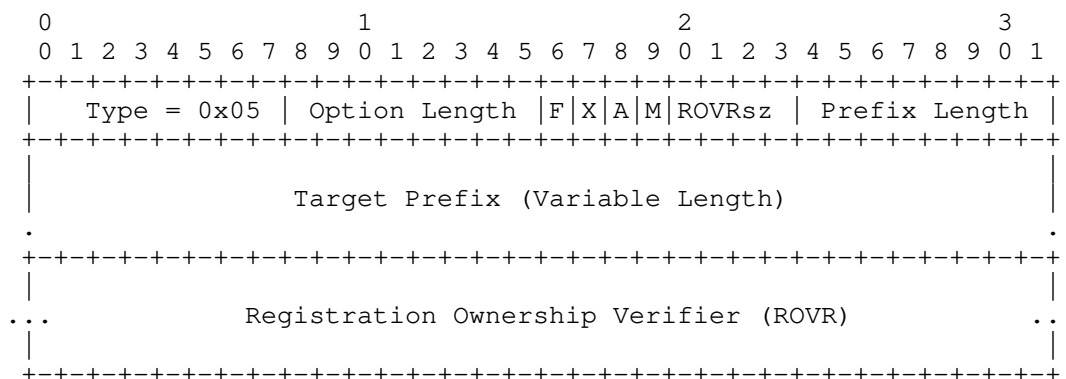 0                   1                   2                   3
 0 1 2 3 4 5 6 7 8 9 0 1 2 3 4 5 6 7 8 9 0 1 2 3 4 5 6 7 8 9 0 1
+-+-+-+-+-+-+-+-+-+-+-+-+-+-+-+-+-+-+-+-+-+-+-+-+-+-+-+-+-+-+-+-+
|   Type = 0x05 | Option Length |F|X|A|M|ROVRsz | Prefix Length |
+-+-+-+-+-+-+-+-+-+-+-+-+-+-+-+-+-+-+-+-+-+-+-+-+-+-+-+-+-+-+-+-+
|                                                               |
|                Target Prefix (Variable Length)                |
.                                                               .
+-+-+-+-+-+-+-+-+-+-+-+-+-+-+-+-+-+-+-+-+-+-+-+-+-+-+-+-+-+-+-+-+
|                                                               |
...            Registration Ownership Verifier (ROVR)           ..
|                                                               |
+-+-+-+-+-+-+-+-+-+-+-+-+-+-+-+-+-+-+-+-+-+-+-+-+-+-+-+-+-+-+-+-+